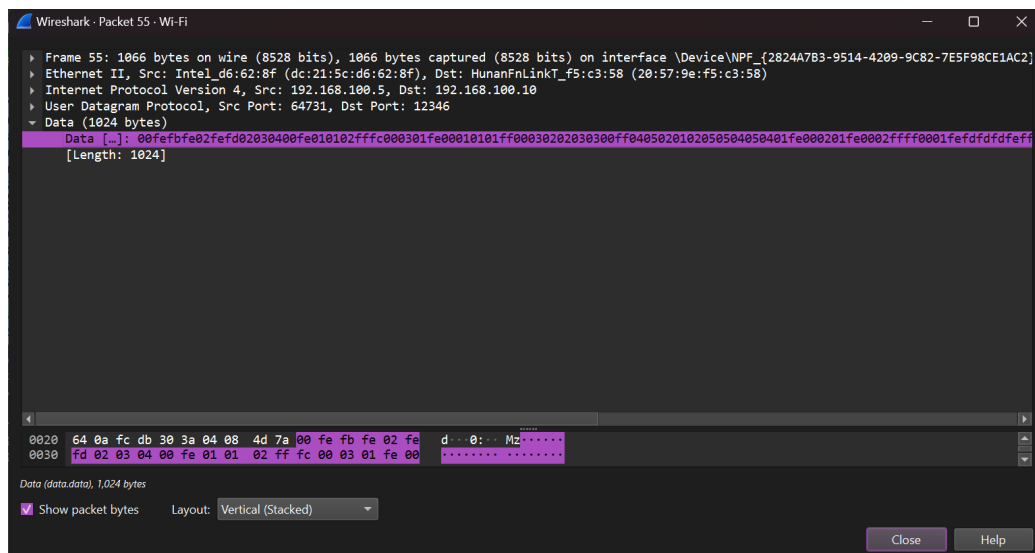 Wireshark · Packet 55 · Wi-Fi
Frame 55: 1066 bytes on wire (8528 bits), 1066 bytes captured (8528 bits) on interface \Device\NPF_{2824A7B3-9514-4209-9C82-7E5F98CE1AC2}
Ethernet II, Src: Intel_d6:62:8f (dc:21:5c:d6:62:8f), Dst: HunanFnLinkT_f5:c3:58 (20:57:9e:f5:c3:58)
Internet Protocol Version 4, Src: 192.168.100.5, Dst: 192.168.100.10
User Datagram Protocol, Src Port: 64731, Dst Port: 12346
Data (1024 bytes)
Data […]: 00fefbfe02fefd02030400fe010102fffc000301fe00010101ff00030202030300ff0405020102050504050401fe000201fe0002ffff0001fefdfdfdfeff
[Length: 1024]
0020 64 0a fc db 30 3a 04 08 4d 7a 00 fe fb fe 02 fe d···0:·· Mz······
0030 fd 02 03 04 00 fe 01 01 02 ff fc 00 03 01 fe 00 ········ ········
Data (data.data), 1,024 bytes
Show packet bytes Layout: Vertical (Stacked)
Close Help